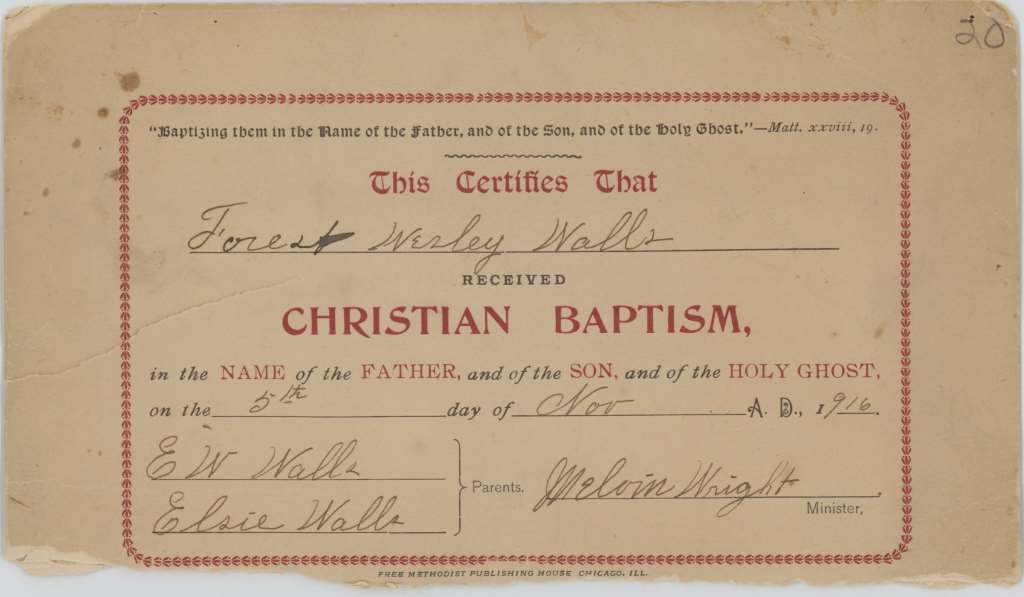 20
"Baptizing them in the Name of the Father, and of the Son, and of the Holy Ghost."—Matt. xxviii, 19.
This Certifies That
Forest Wesley Walls
RECEIVED
CHRISTIAN BAPTISM,
in the NAME of the FATHER, and of the SON, and of the HOLY GHOST,
on the 5th day of Nov A. D., 1916.
E W Walls
Elsie Walls
Parents.
Melvin Wright
Minister,
FREE METHODIST PUBLISHING HOUSE CHICAGO, ILL.